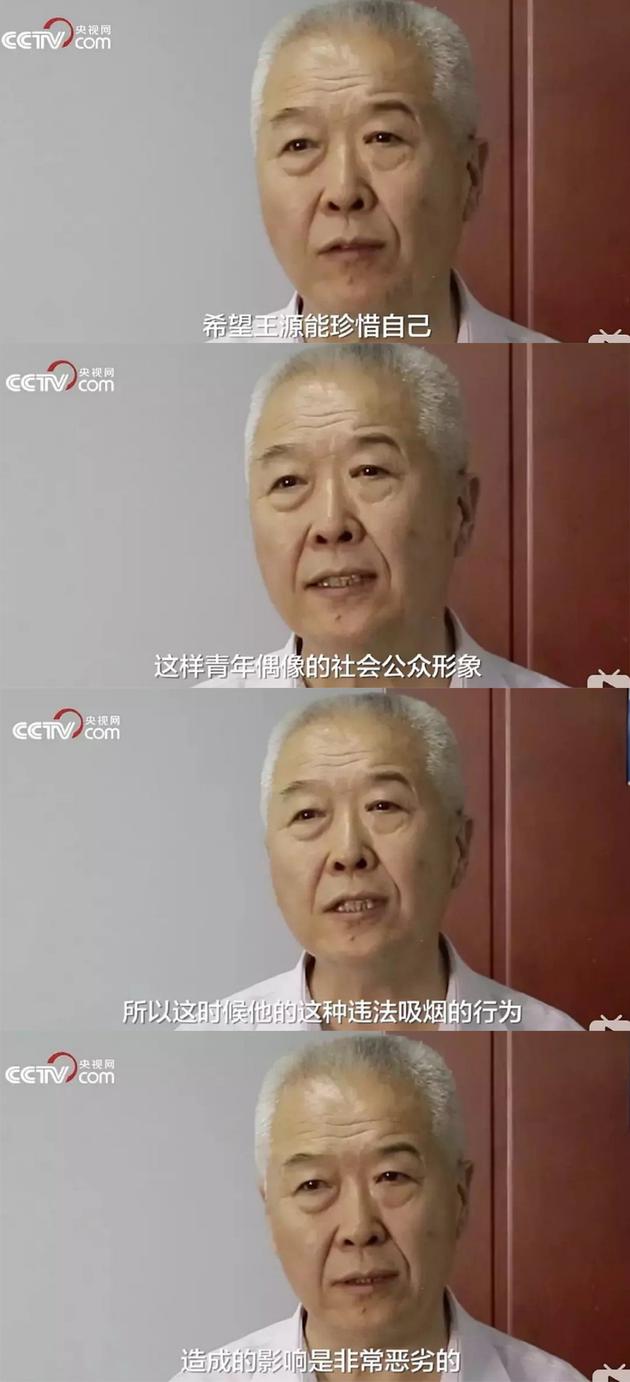 CCTV 央视网
com
希望王源能珍惜自己
CCTV 央视网
com
这样青年偶像的社会公众形象
CCTV 央视网
com
所以这时候他的这种违法吸烟的行为
CCTV 央视网
com
造成的影响是非常恶劣的